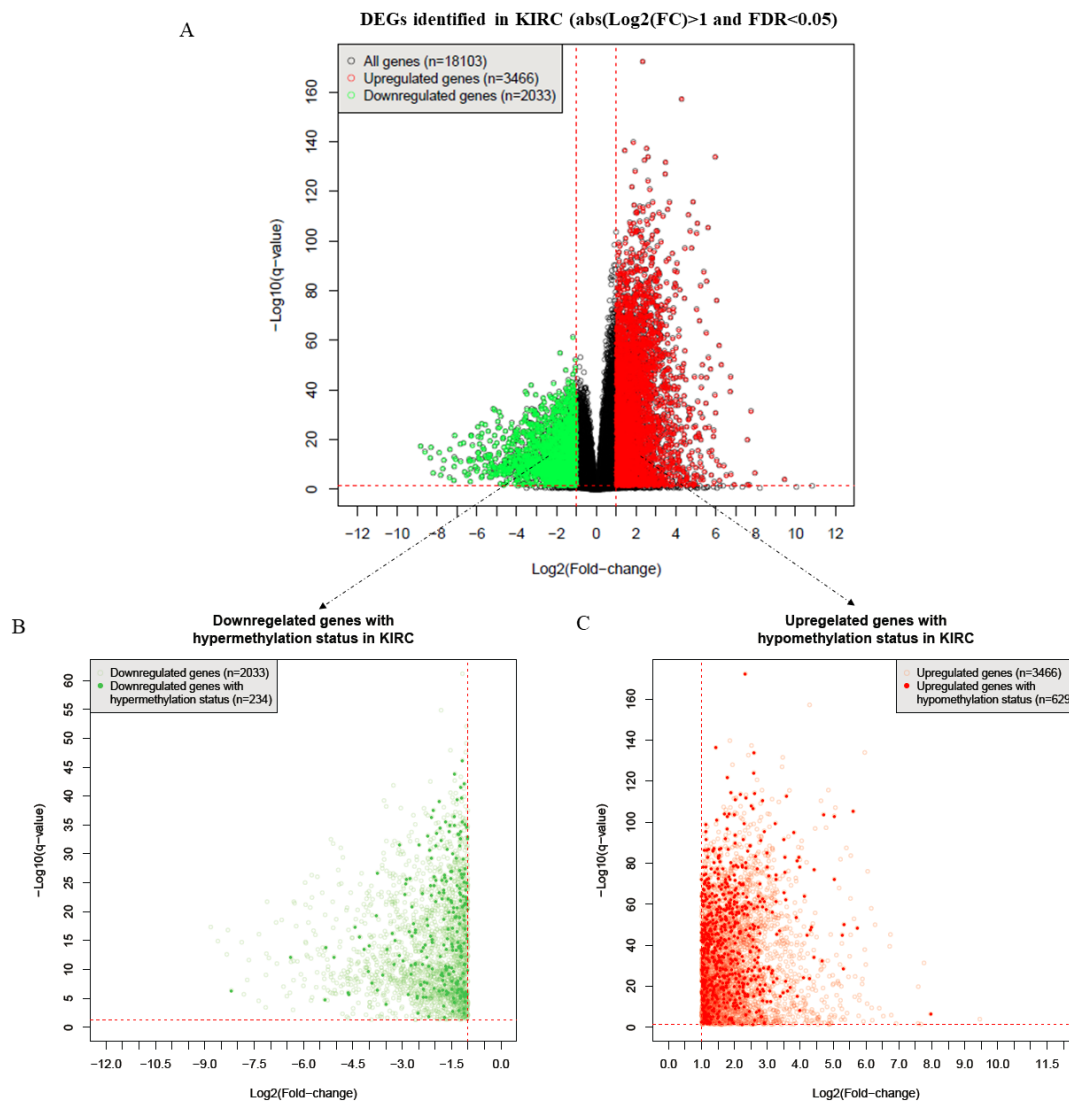 DEGs identified in KIRC (abs(Log2(FC)>1 and FDR<0.05)
A
All genes (n=18103)
Upregulated genes (n=3466)
Downregulated genes (n=2033)
160
140
120
100
80
60
40
20
0
−Log10(q−value)
−12 −10 −8 −6 −4 −2 0 2 4 6 8 10 12
Log2(Fold−change)
B
Downregelated genes with
hypermethylation status in KIRC
Downregulated genes (n=2033)
Downregulated genes with
hypermethylation status (n=234)
60
55
50
45
40
35
30
25
20
15
10
5
0
−Log10(q−value)
−12.0 −10.5 −9.0 −7.5 −6.0 −4.5 −3.0 −1.5 0.0
Log2(Fold−change)
C
Upregelated genes with
hypomethylation status in KIRC
Upregulated genes (n=3466)
Upregulated genes with
hypomethylation status (n=629
160
140
120
100
80
60
40
20
0
−Log10(q−value)
0.0 1.0 2.0 3.0 4.0 5.0 6.0 7.0 8.0 9.0 10.0 11.5
Log2(Fold−change)